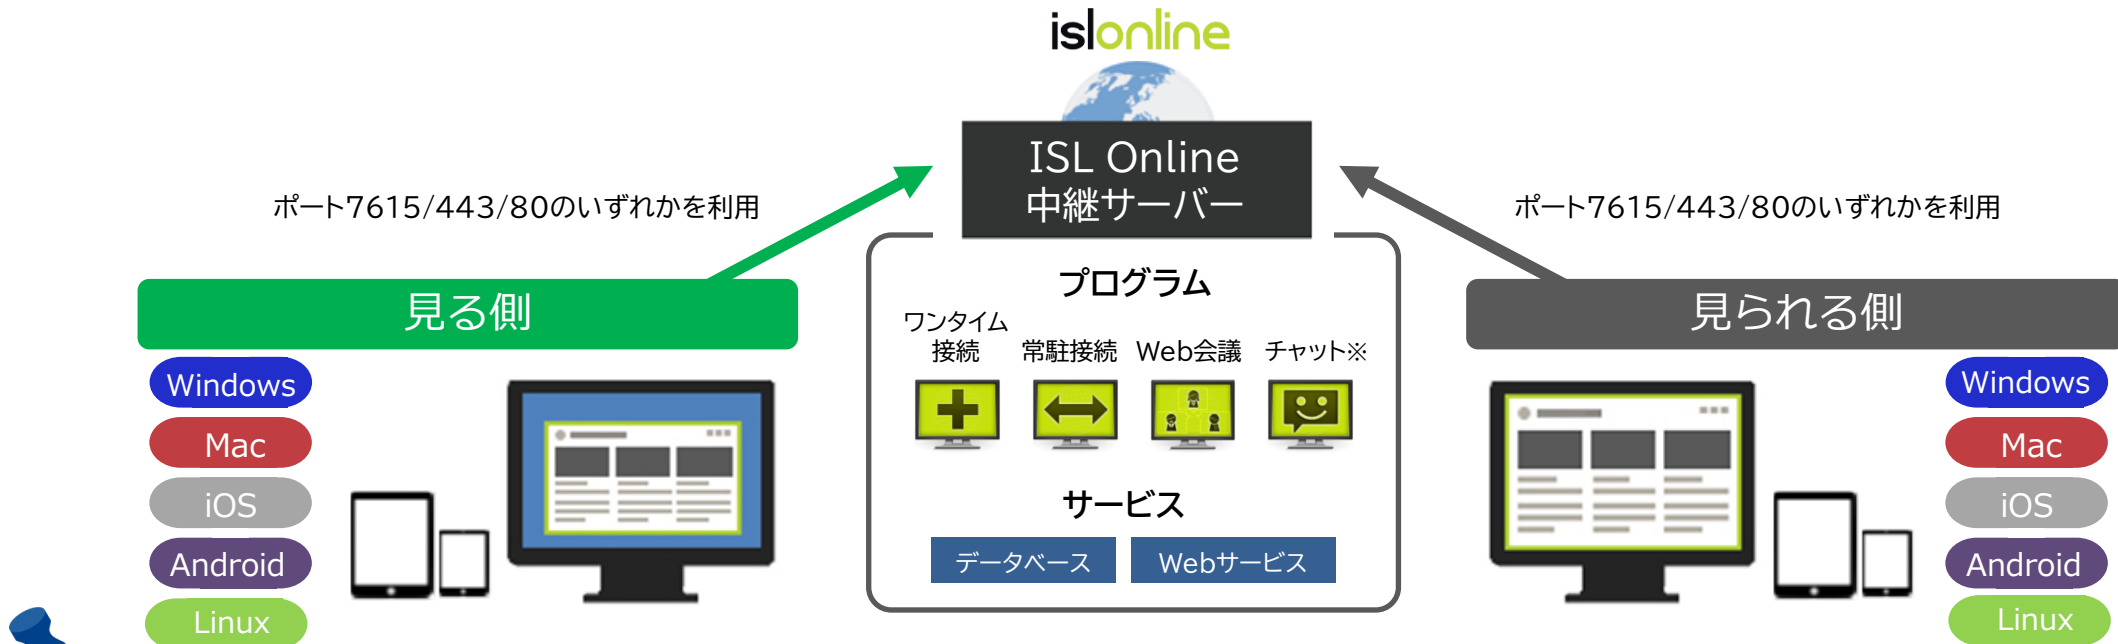 islonline
ISL Online
中継サーバー
ポート7615/443/80のいずれかを利用
ポート7615/443/80のいずれかを利用
見る側
Windows
Mac
iOS
Android
Linux
プログラム
ワンタイム
接続
常駐接続
Web会議
チャット※
サービス
データベース
Webサービス
見られる側
Windows
Mac
iOS
Android
Linux